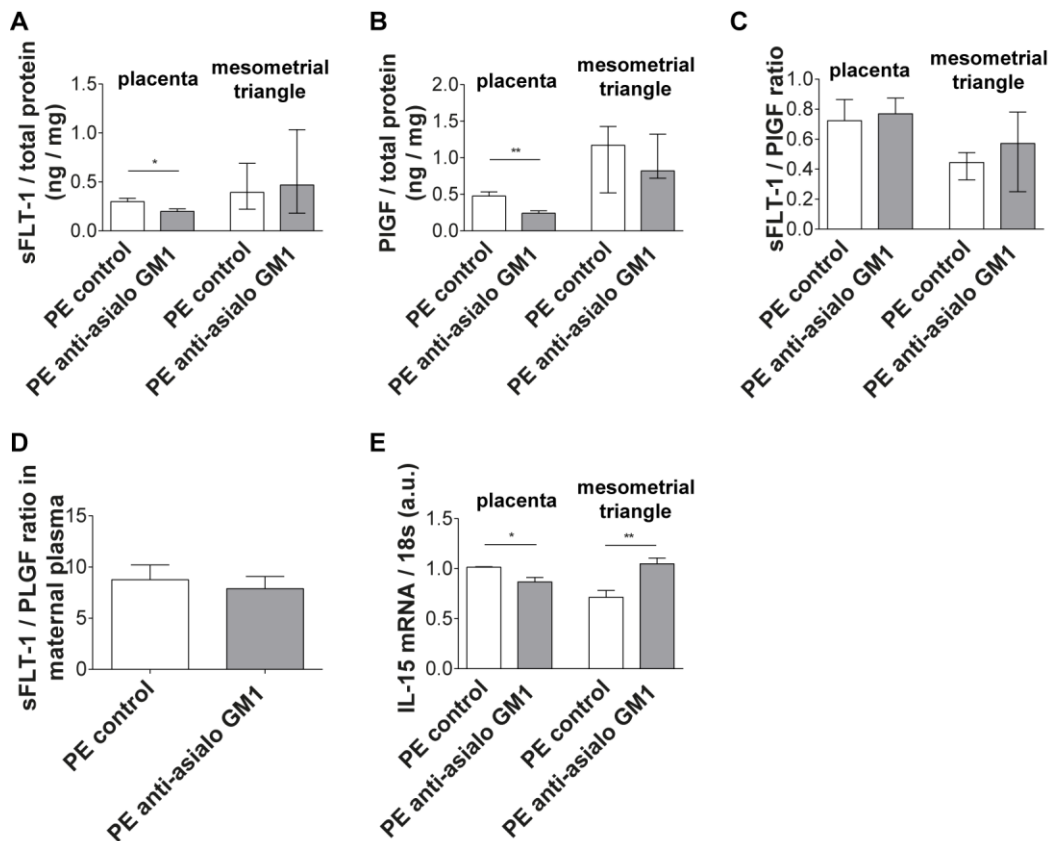 A
sFLT-1 / total protein
(ng / mg)
1.5
1.0
0.5
0.0
placenta
mesometrial
triangle
*
PE control
PE anti-asialo GM1
PE control
PE anti-asialo GM1
B
PlGF / total protein
(ng / mg)
2.0
1.5
1.0
0.5
0.0
placenta
mesometrial
triangle
**
PE control
PE anti-asialo GM1
PE control
PE anti-asialo GM1
C
sFLT-1 / PlGF ratio
1.0
0.8
0.6
0.4
0.2
0.0
placenta
mesometrial
triangle
PE control
PE anti-asialo GM1
PE control
PE anti-asialo GM1
D
sFLT-1 / PLGF ratio in
maternal plasma
15
10
5
0
PE control
PE anti-asialo GM1
E
IL-15 mRNA / 18s (a.u.)
1.5
1.0
0.5
0.0
placenta
mesometrial
triangle
*
**
PE control
PE anti-asialo GM1
PE control
PE anti-asialo GM1